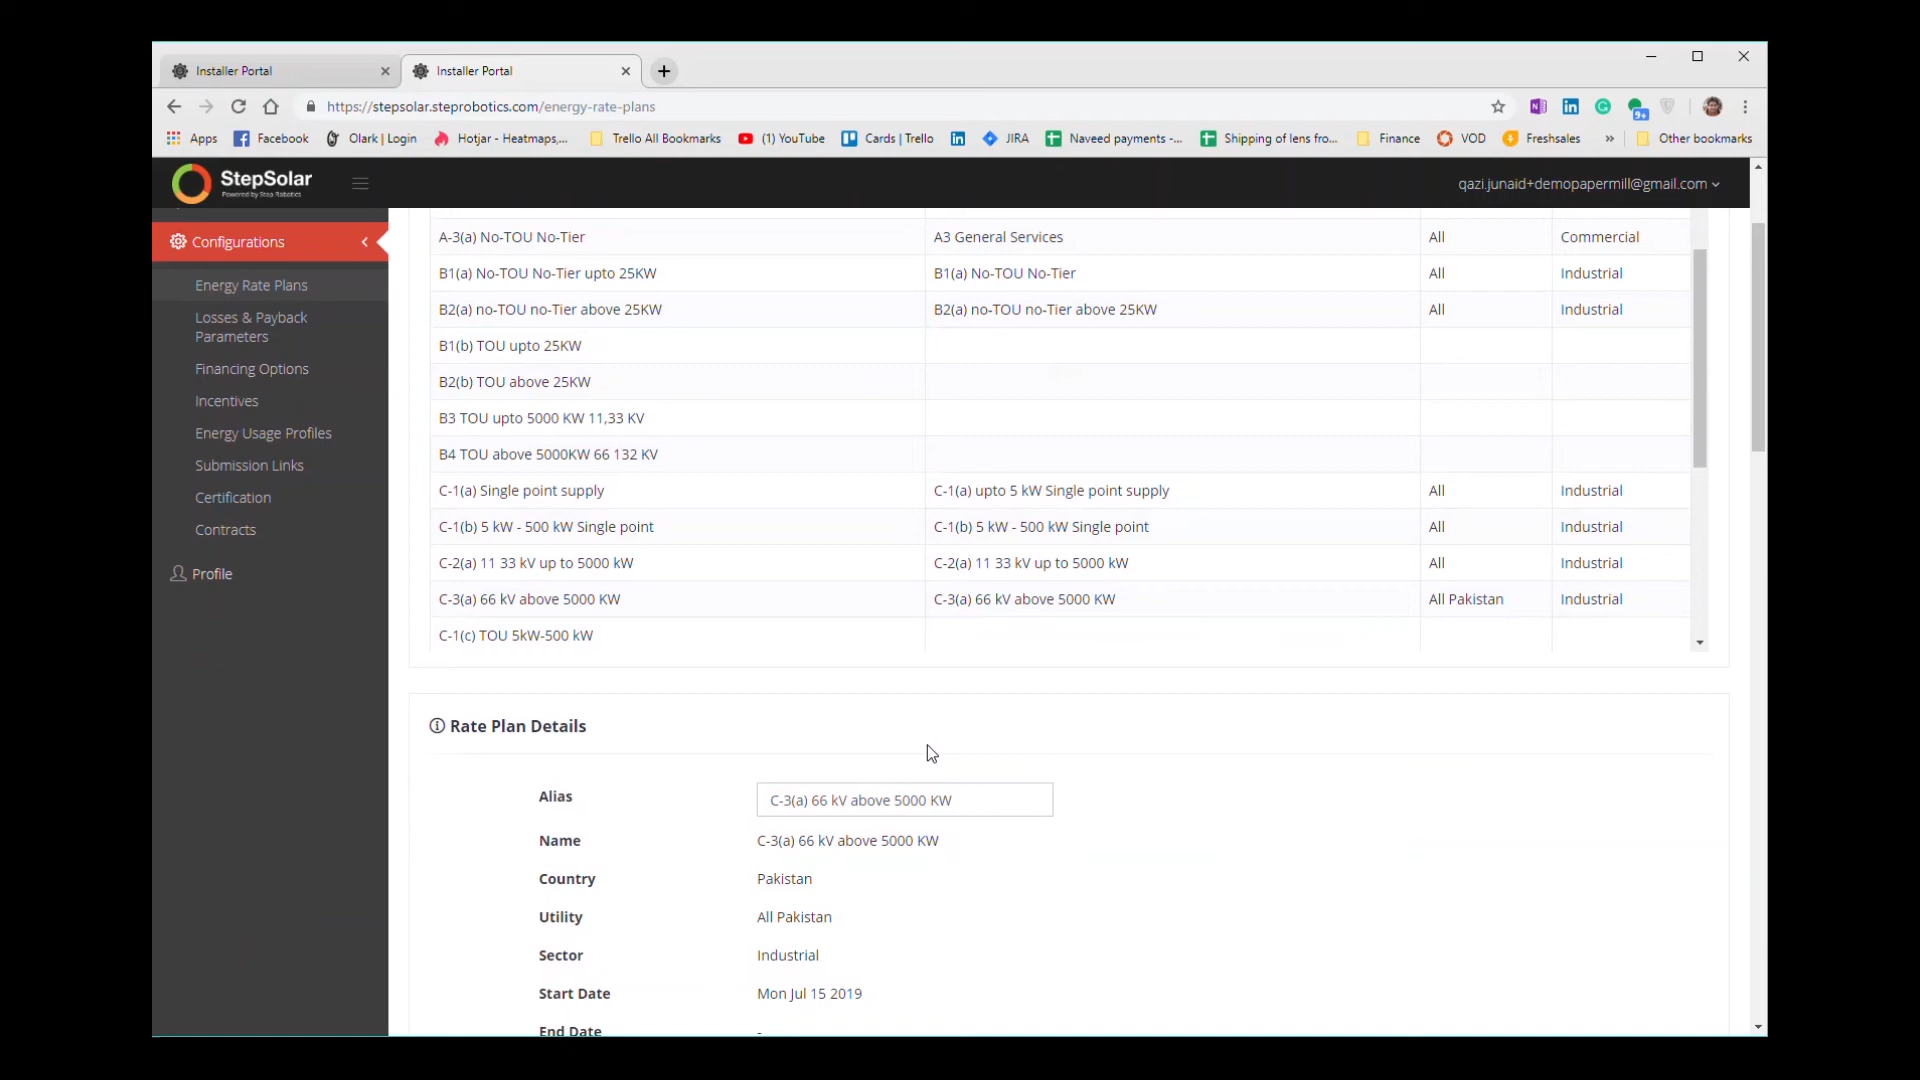 Installer Portal
Installer Portal
https://stepsolar.steprobotics.com/energy-rate-plans
9+
Apps
Facebook
Olark | Login
Hotjar - Heatmaps,...
Trello All Bookmarks
(1) YouTube
Cards | Trello
JIRA
Naveed payments -...
Shipping of lens fro...
Finance
VOD
Freshsales
»
Other bookmarks
StepSolar
Powered by Step Robotics
qazi.junaid+demopapermill@gmail.com
Configurations
Energy Rate Plans
Losses & Payback
Parameters
Financing Options
Incentives
Energy Usage Profiles
Submission Links
Certification
Contracts
Profile
A-3(a) No-TOU No-Tier A3 General Services All Commercial
B1(a) No-TOU No-Tier upto 25KW B1(a) No-TOU No-Tier All Industrial
B2(a) no-TOU no-Tier above 25KW B2(a) no-TOU no-Tier above 25KW All Industrial
B1(b) TOU upto 25KW
B2(b) TOU above 25KW
B3 TOU upto 5000 KW 11,33 KV
B4 TOU above 5000KW 66 132 KV
C-1(a) Single point supply C-1(a) upto 5 kW Single point supply All Industrial
C-1(b) 5 kW - 500 kW Single point C-1(b) 5 kW - 500 kW Single point All Industrial
C-2(a) 11 33 kV up to 5000 kW C-2(a) 11 33 kV up to 5000 kW All Industrial
C-3(a) 66 kV above 5000 KW C-3(a) 66 kV above 5000 KW All Pakistan Industrial
C-1(c) TOU 5kW-500 kW
Rate Plan Details
Alias C-3(a) 66 kV above 5000 KW
Name C-3(a) 66 kV above 5000 KW
Country Pakistan
Utility All Pakistan
Sector Industrial
Start Date Mon Jul 15 2019
End Date -